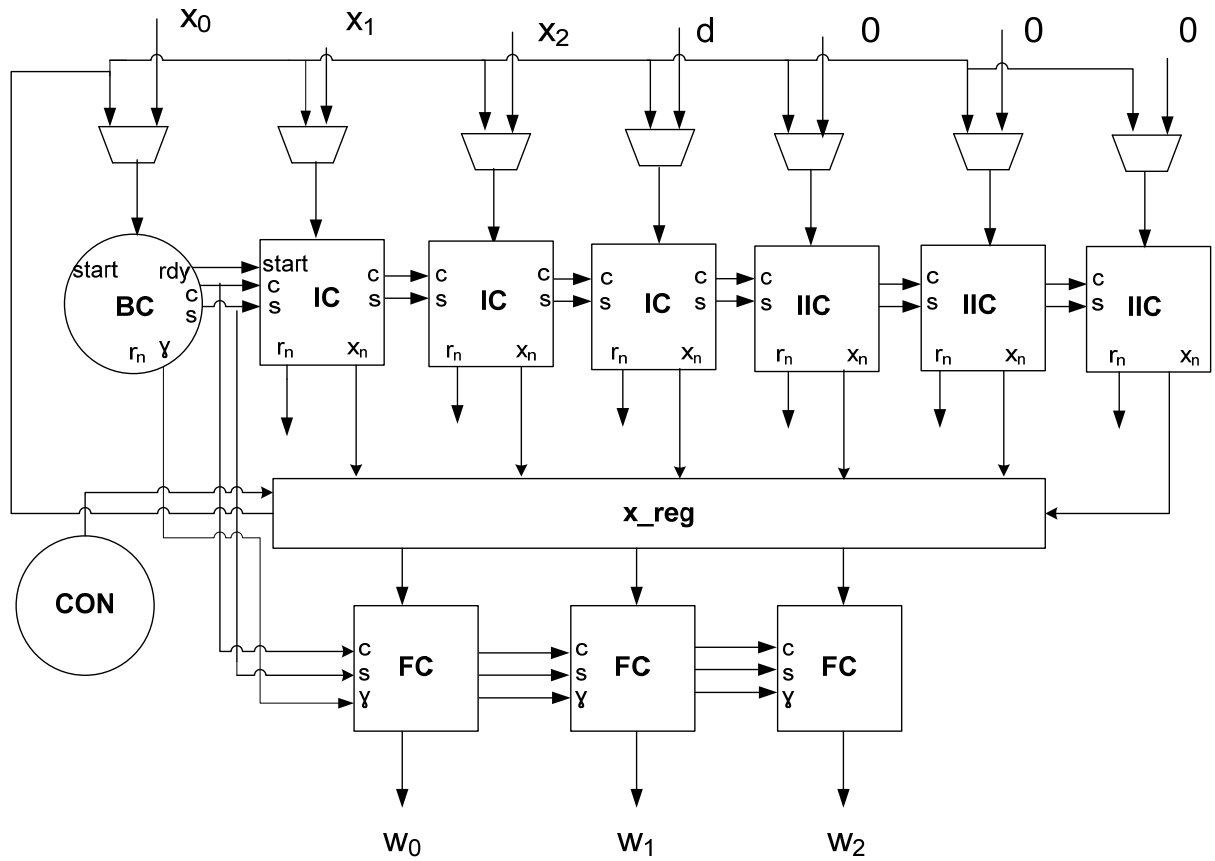 x0 x1 x2 d 0 0 0
start rdy c s BC rn ɣ
start c s IC c s rn xn
c s IC c s rn xn
c s IC c s rn xn
c s IIC rn xn
c s IIC rn xn
c s IIC rn xn
x_reg
CON
c s ɣ FC
c s ɣ FC
c s ɣ FC
w0 w1 w2